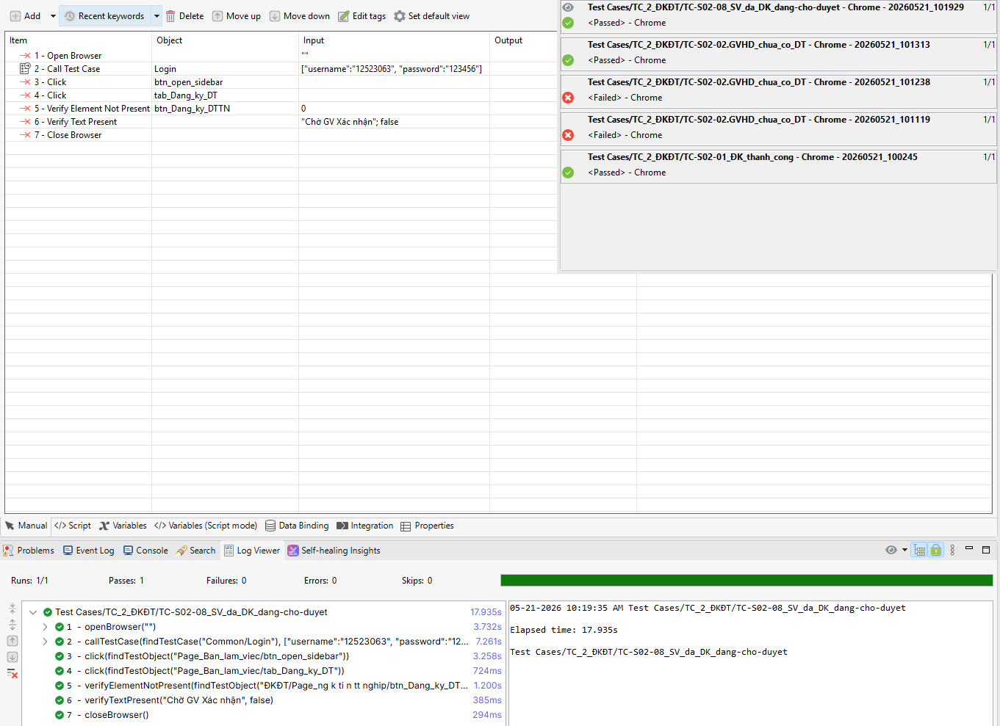 Add
Recent keywords
Delete
Move up
Move down
Edit tags
Set default view
Item Object Input Output
1 - Open Browser ""
2 - Call Test Case Login ["username":"12523063", "password":"123456"]
3 - Click btn_open_sidebar
4 - Click tab_Dang_ky_DT
5 - Verify Element Not Present btn_Dang_ky_DTTN 0
6 - Verify Text Present "Chờ GV Xác nhận"; false
7 - Close Browser
Test Cases/TC_2_ĐKĐT/TC-S02-08_SV_da_DK_dang-cho-duyet - Chrome - 20260521_101929 1/1
<Passed> - Chrome
Test Cases/TC_2_ĐKĐT/TC-S02-02.GVHD_chua_co_DT - Chrome - 20260521_101313 1/1
<Passed> - Chrome
Test Cases/TC_2_ĐKĐT/TC-S02-02.GVHD_chua_co_DT - Chrome - 20260521_101238 1/1
<Failed> - Chrome
Test Cases/TC_2_ĐKĐT/TC-S02-02.GVHD_chua_co_DT - Chrome - 20260521_101119 1/1
<Failed> - Chrome
Test Cases/TC_2_ĐKĐT/TC-S02-01_ĐK_thanh_cong - Chrome - 20260521_100245 1/1
<Passed> - Chrome
Manual </> Script Variables </> Variables (Script mode) Data Binding Integration Properties
Problems Event Log Console Search Log Viewer Self-healing Insights
Runs: 1/1 Passes: 1 Failures: 0 Errors: 0 Skips: 0
Test Cases/TC_2_ĐKĐT/TC-S02-08_SV_da_DK_dang-cho-duyet 17.935s
1 - openBrowser("") 3.732s
2 - callTestCase(findTestCase("Common/Login"), ["username":"12523063", "password":"12... 7.261s
3 - click(findTestObject("Page_Ban_lam_viec/btn_open_sidebar")) 3.258s
4 - click(findTestObject("Page_Ban_lam_viec/tab_Dang_ky_DT")) 724ms
5 - verifyElementNotPresent(findTestObject("ĐKĐT/Page_ng k ti n tt nghip/btn_Dang_ky_DT... 1.200s
6 - verifyTextPresent("Chờ GV Xác nhận", false) 385ms
7 - closeBrowser() 294ms
05-21-2026 10:19:35 AM Test Cases/TC_2_ĐKĐT/TC-S02-08_SV_da_DK_dang-cho-duyet
Elapsed time: 17.935s
Test Cases/TC_2_ĐKĐT/TC-S02-08_SV_da_DK_dang-cho-duyet